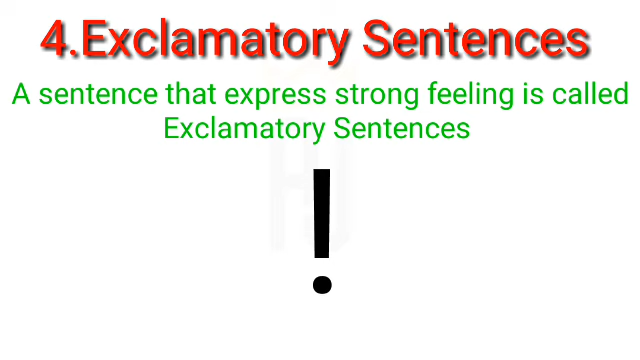 4.Exclamatory Sentences
A sentence that express strong feeling is called
Exclamatory Sentences
!